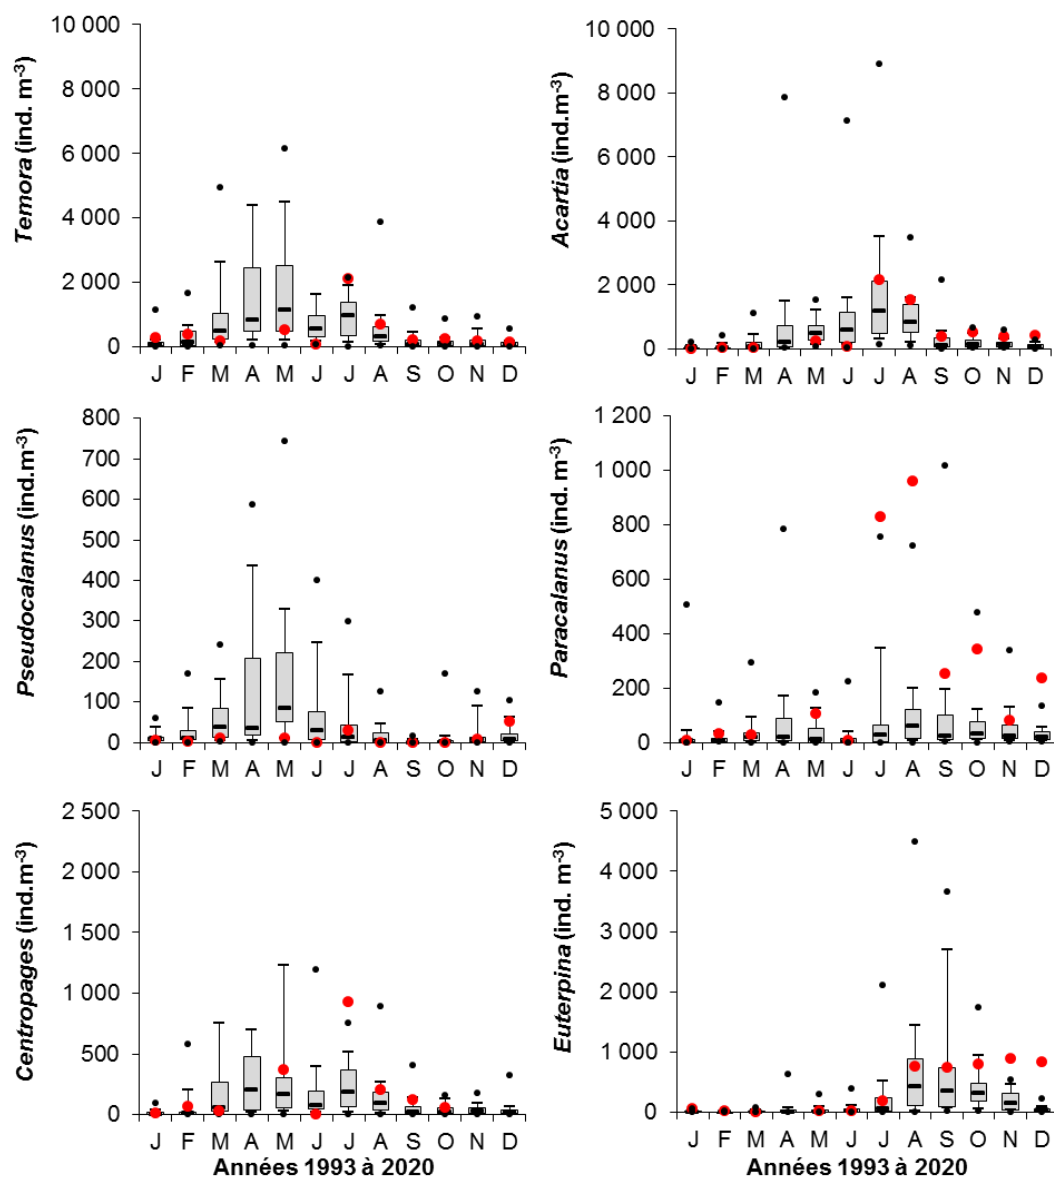 10 000
8 000
6 000
4 000
2 000
0
Temora (ind. m-3)
J F M A M J J A S O N D
10 000
8 000
6 000
4 000
2 000
0
Acartia (ind.m-3)
J F M A M J J A S O N D
800
700
600
500
400
300
200
100
0
Pseudocalanus (ind.m-3)
J F M A M J J A S O N D
1 200
1 000
800
600
400
200
0
Paracalanus (ind. m-3)
J F M A M J J A S O N D
2 500
2 000
1 500
1 000
500
0
Centropages (ind.m-3)
J F M A M J J A S O N D
Années 1993 à 2020
5 000
4 000
3 000
2 000
1 000
0
Euterpina (ind. m-3)
J F M A M J J A S O N D
Années 1993 à 2020